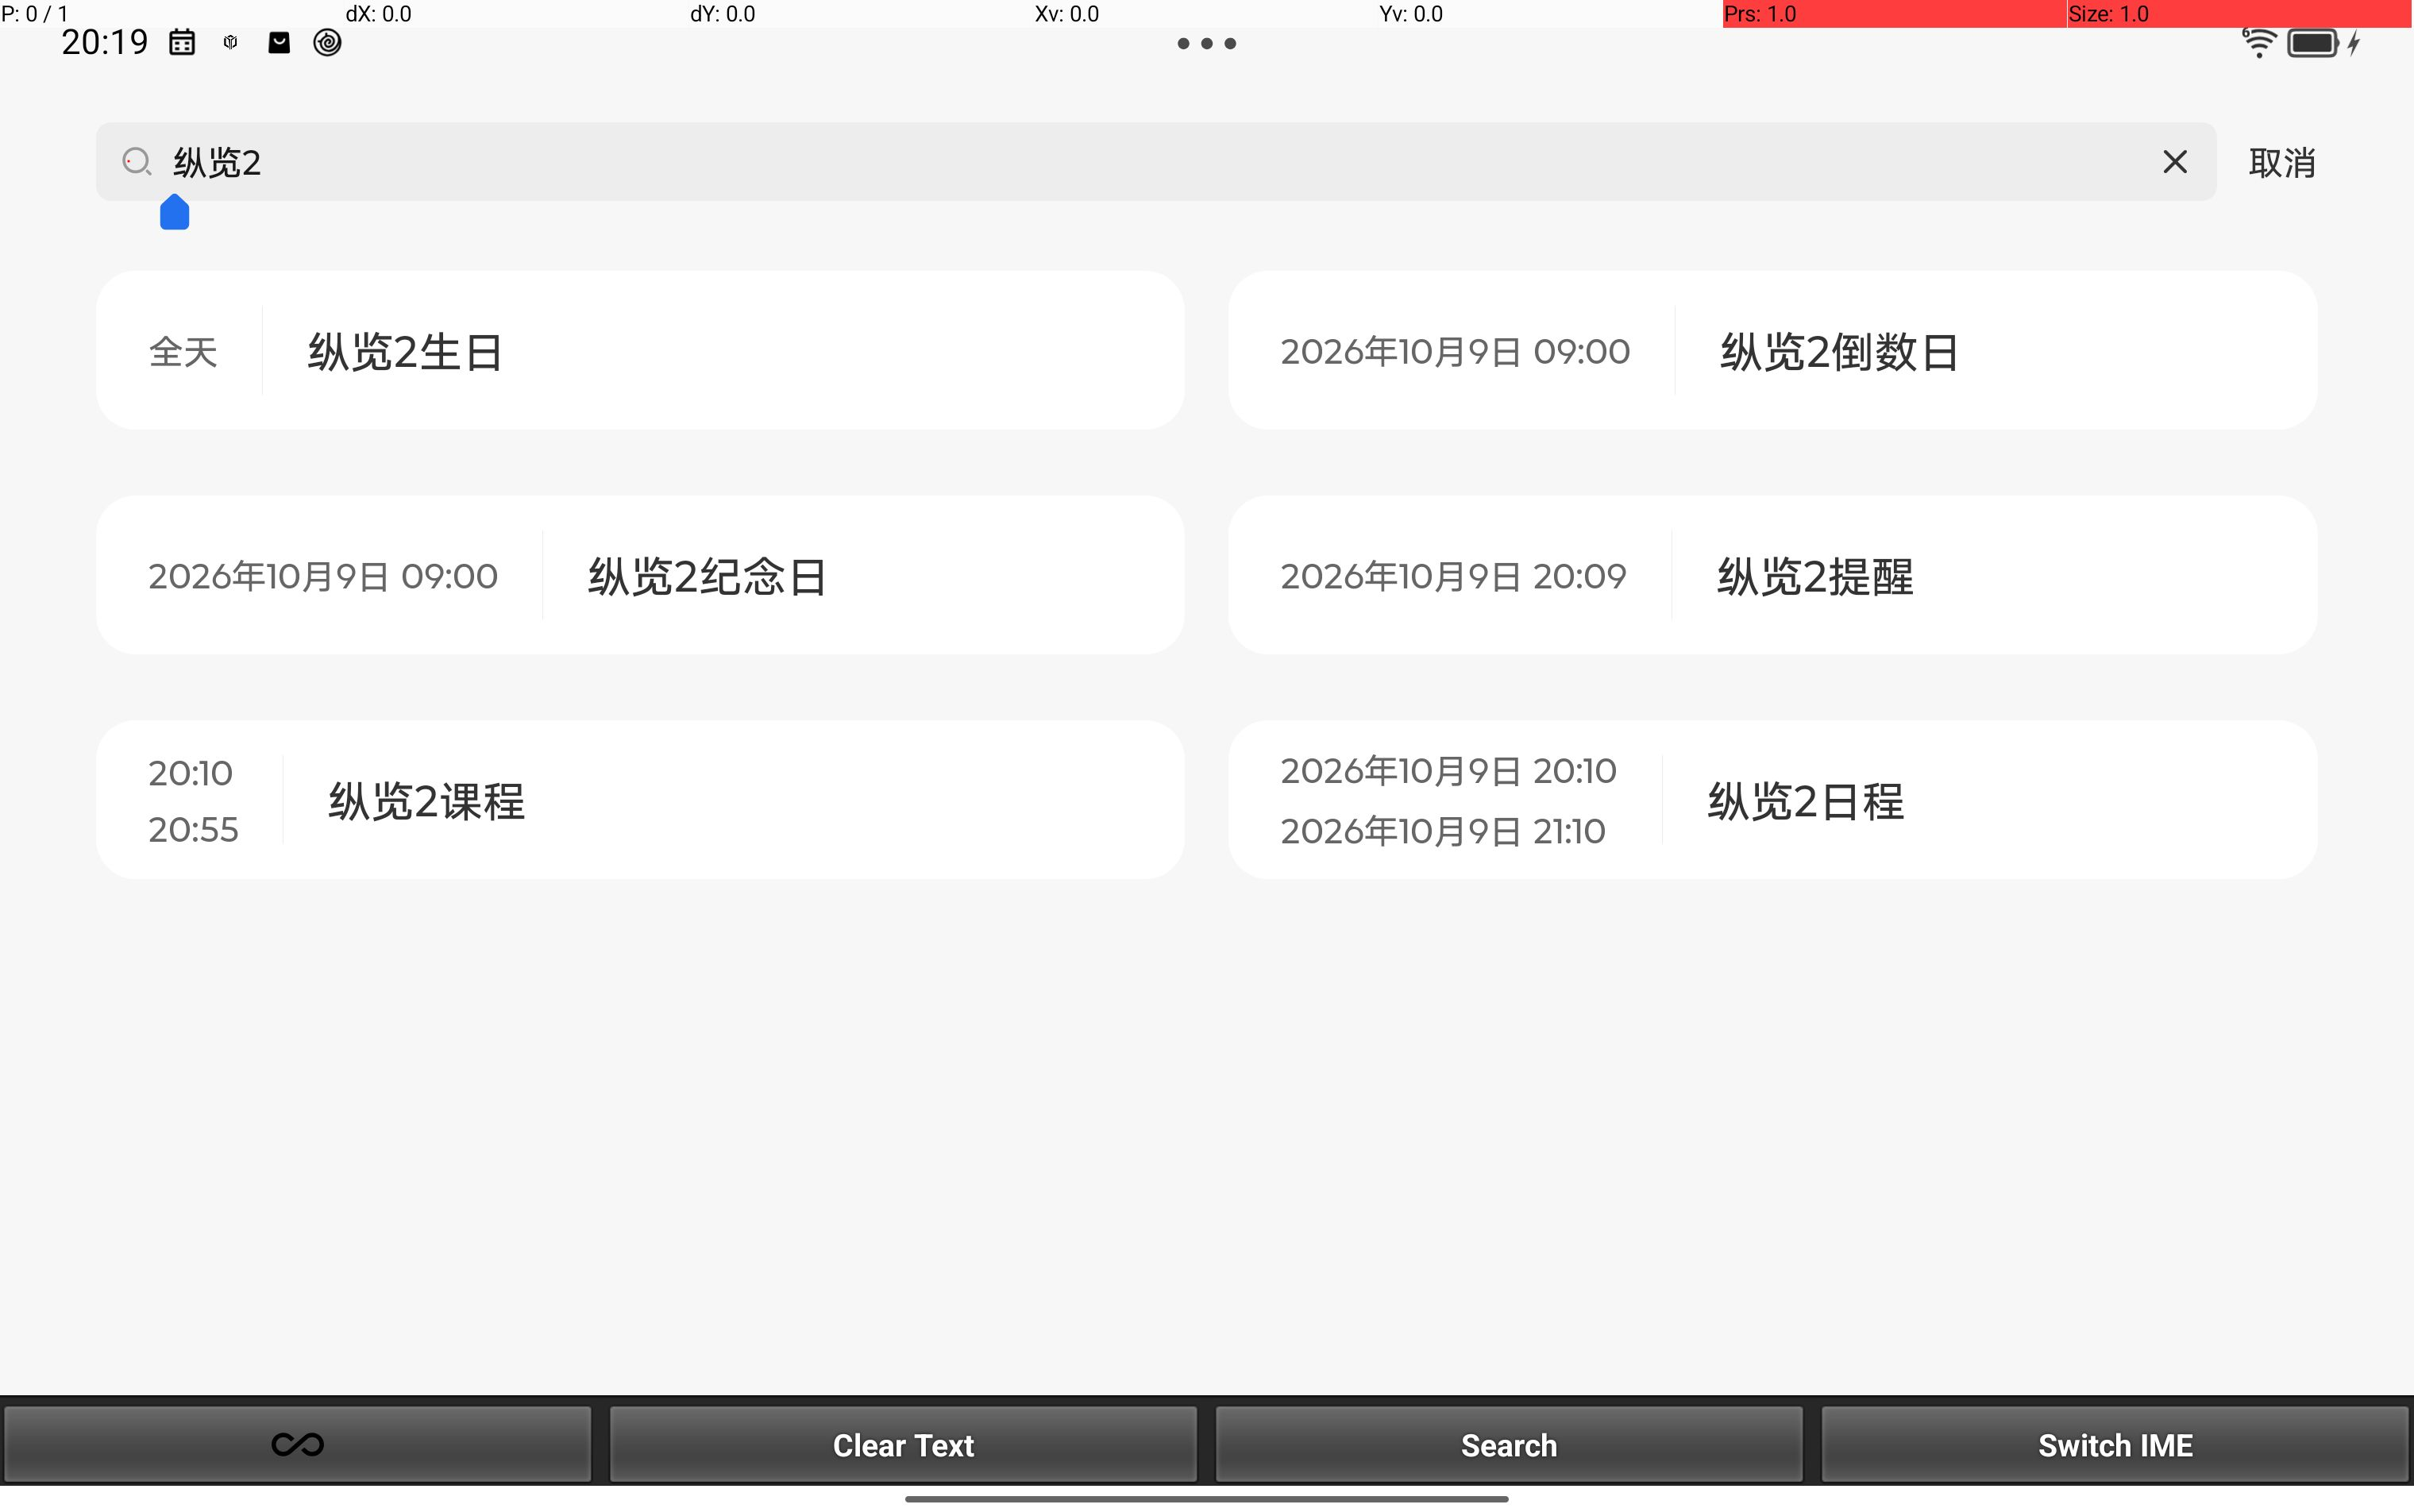 P: 0 / 1 dX: 0.0 dY: 0.0 Xv: 0.0 Yv: 0.0 Prs: 1.0 Size: 1.0
20:19 6
纵览2 取消
全天 纵览2生日
2026年10月9日 09:00 纵览2倒数日
2026年10月9日 09:00 纵览2纪念日
2026年10月9日 20:09 纵览2提醒
20:10
20:55
纵览2课程
2026年10月9日 20:10
2026年10月9日 21:10
纵览2日程
Clear Text Search Switch IME